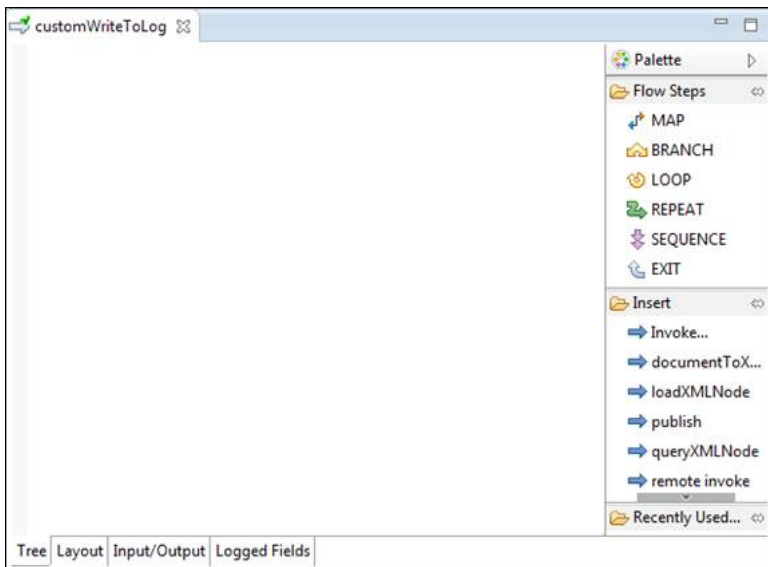 customWriteToLog
Palette
Flow Steps
MAP
BRANCH
LOOP
REPEAT
SEQUENCE
EXIT
Insert
Invoke...
documentToX...
loadXMLNode
publish
queryXMLNode
remote invoke
Recently Used...
Tree Layout Input/Output Logged Fields